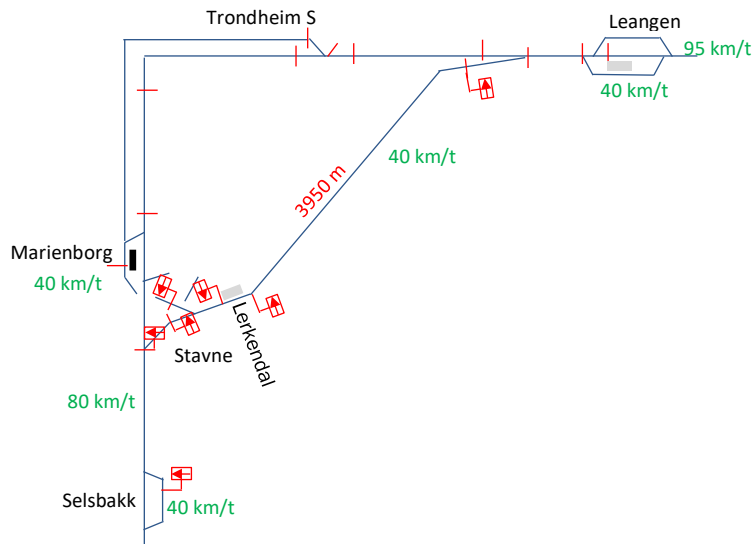 Trondheim S
Leangen
95 km/t
40 km/t
40 km/t
3950 m
Marienborg
40 km/t
Lerkendal
Stavne
80 km/t
Selsbakk
40 km/t